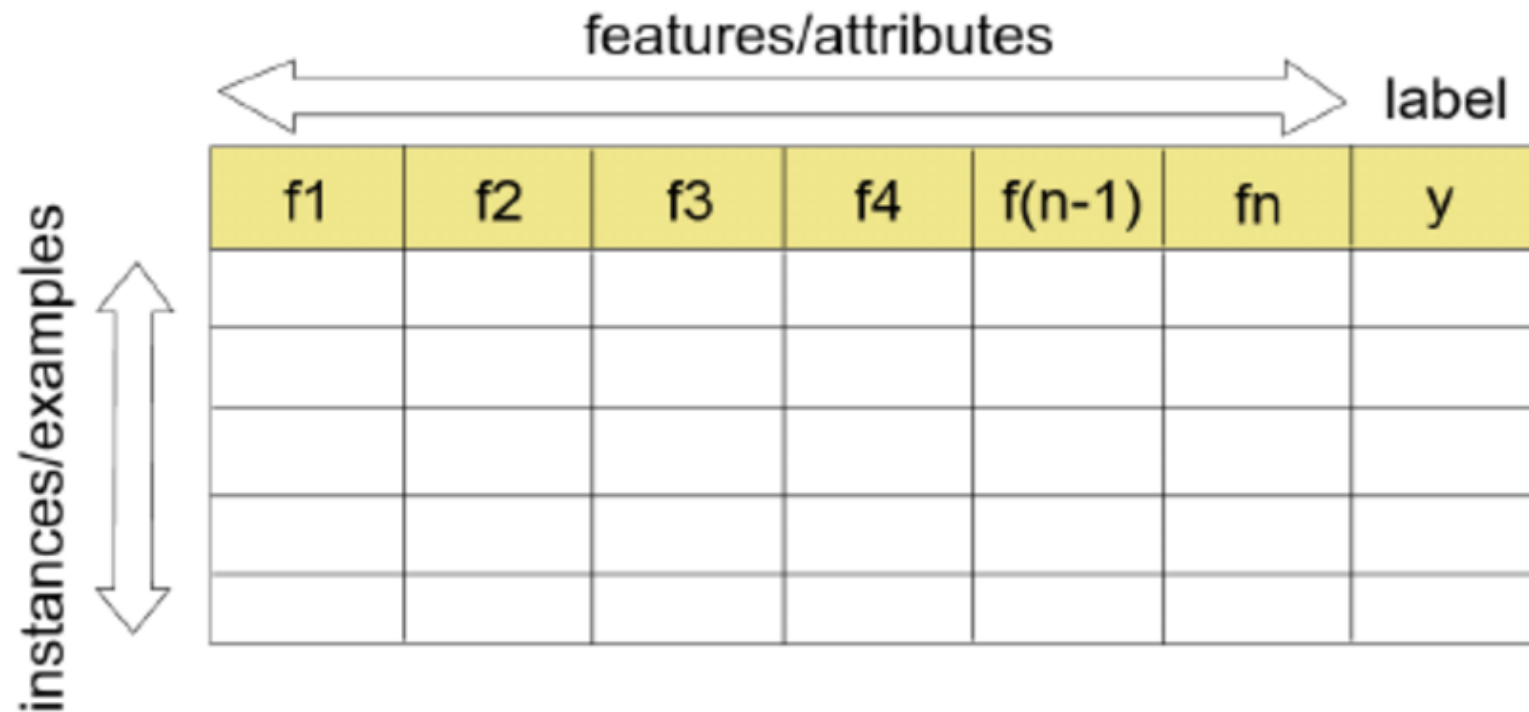 features/attributes
label
f1 f2 f3 f4 f(n-1) fn y
instances/examples